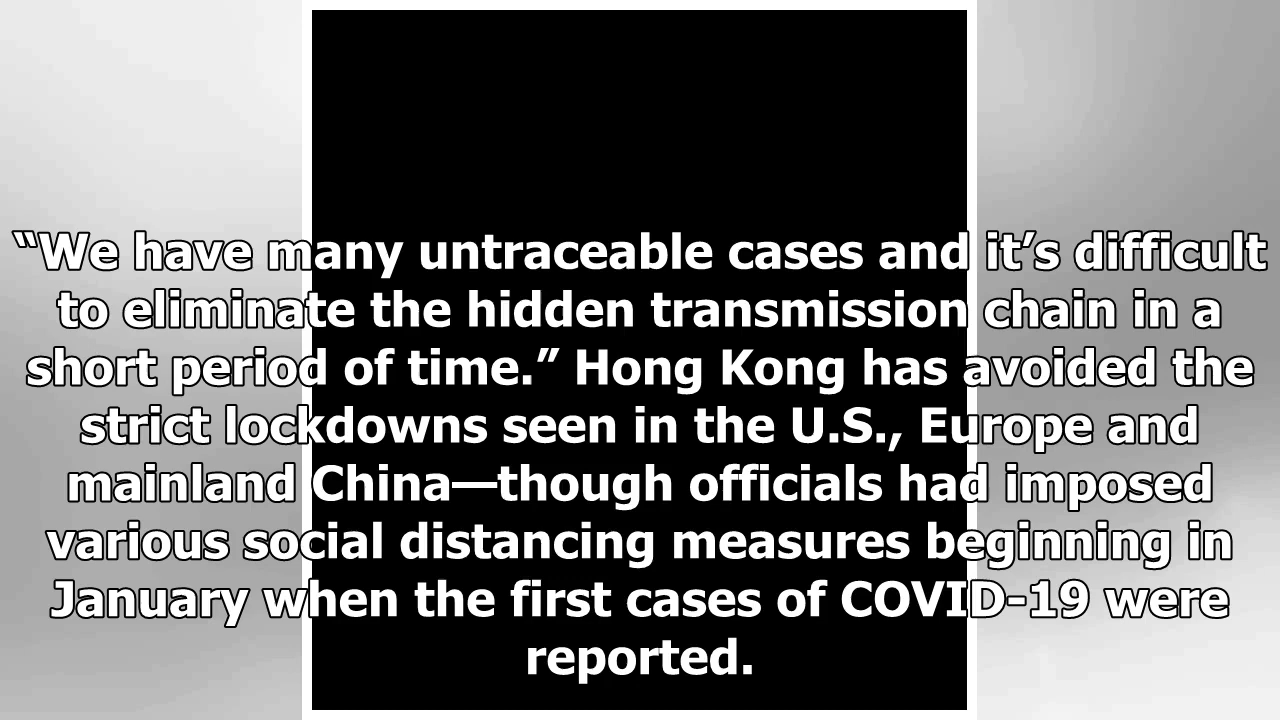 “We have many untraceable cases and it’s difficult
to eliminate the hidden transmission chain in a
short period of time.” Hong Kong has avoided the
strict lockdowns seen in the U.S., Europe and
mainland China—though officials had imposed
various social distancing measures beginning in
January when the first cases of COVID-19 were
reported.